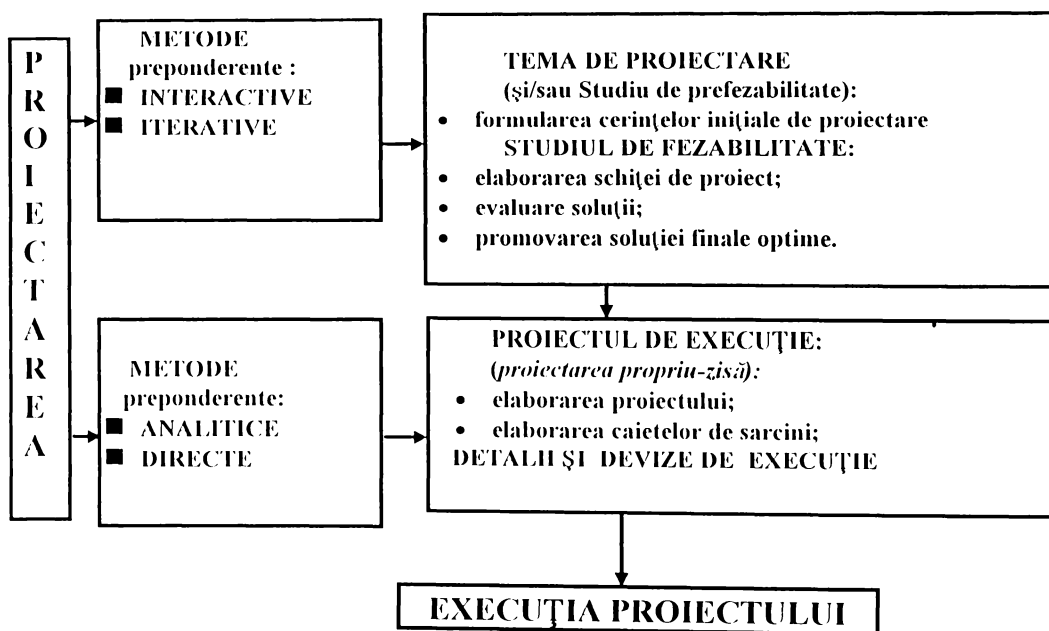 PROIECTAREA
METODE
preponderente :
■ INTERACTIVE
■ ITERATIVE
TEMA DE PROIECTARE
(şi/sau Studiu de prefezabilitate):
• formularea cerinţelor iniţiale de proiectare
STUDIUL DE FEZABILITATE:
• elaborarea schiţei de proiect;
• evaluare soluţii;
• promovarea soluţiei finale optime.
METODE
preponderente:
■ ANALITICE
■ DIRECTE
PROIECTUL DE EXECUŢIE:
(proiectarea propriu-zisă):
• elaborarea proiectului;
• elaborarea caietelor de sarcini;
DETALII ŞI DEVIZE DE EXECUŢIE
EXECUŢIA PROIECTULUI